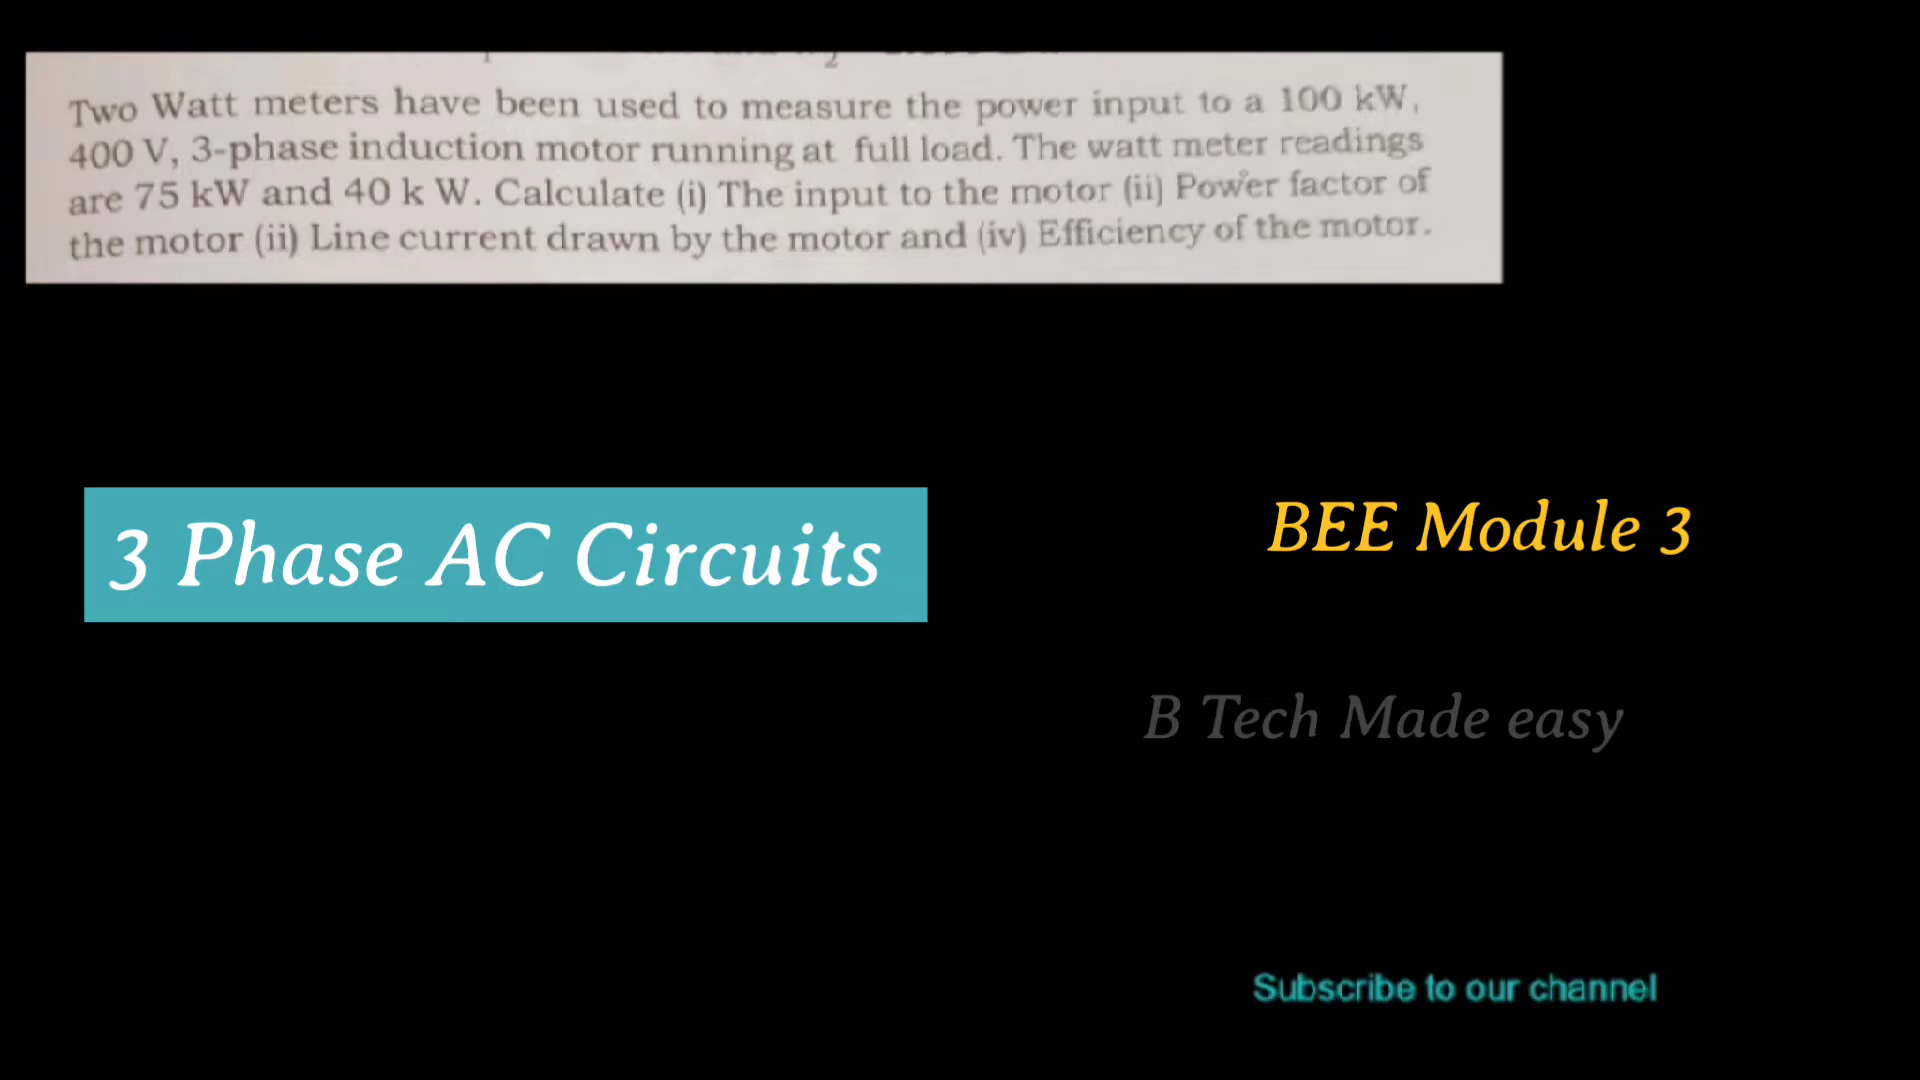 Two Watt meters have been used to measure the power input to a 100 kW,
400 V, 3-phase induction motor running at full load. The watt meter readings
are 75 kW and 40 k W. Calculate (i) The input to the motor (ii) Power factor of
the motor (ii) Line current drawn by the motor and (iv) Efficiency of the motor.
3 Phase AC Circuits
BEE Module 3
B Tech Made easy
Subscribe to our channel